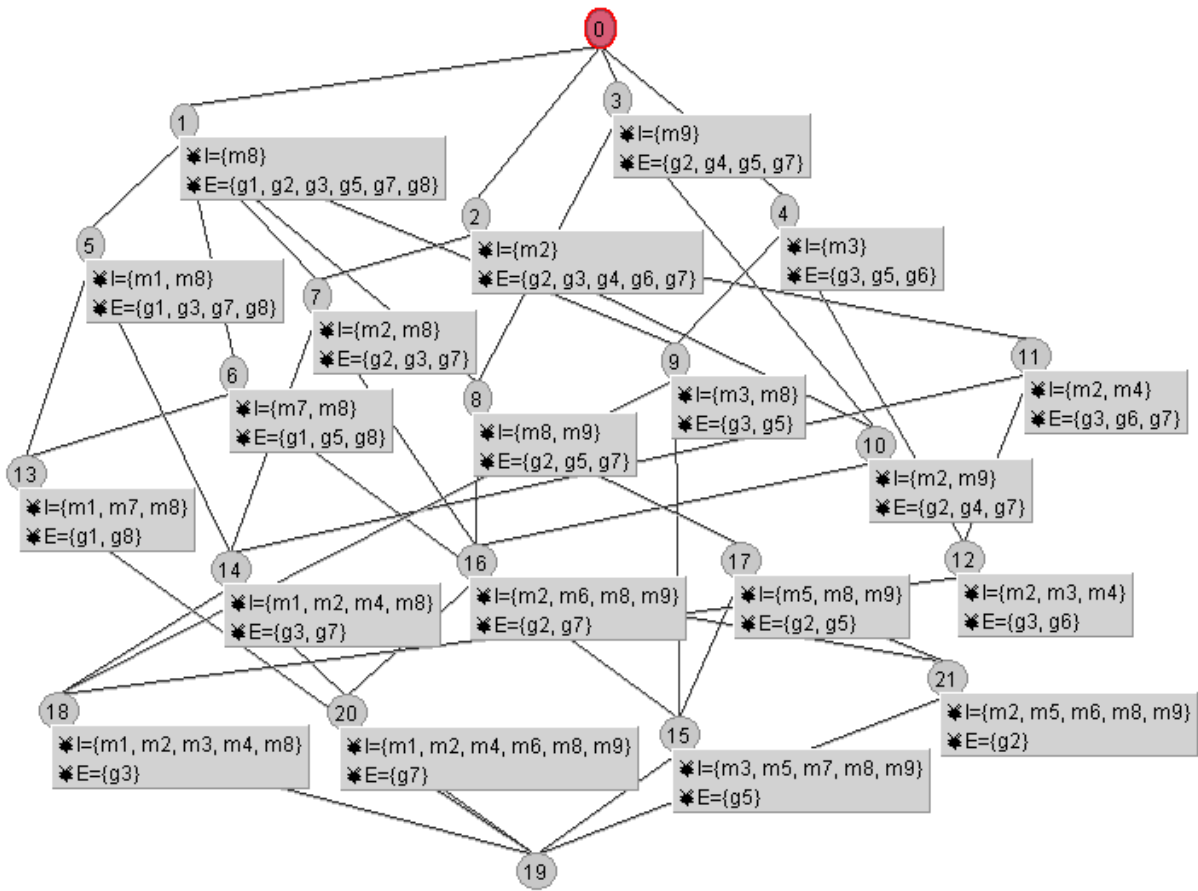 0
3
I={m9}
E={g2, g4, g5, g7}
1
I={m8}
E={g1, g2, g3, g5, g7, g8}
2
I={m2}
E={g2, g3, g4, g6, g7}
4
I={m3}
E={g3, g5, g6}
5
I={m1, m8}
E={g1, g3, g7, g8}
7
I={m2, m8}
E={g2, g3, g7}
6
I={m7, m8}
E={g1, g5, g8}
8
I={m8, m9}
E={g2, g5, g7}
9
I={m3, m8}
E={g3, g5}
11
I={m2, m4}
E={g3, g6, g7}
10
I={m2, m9}
E={g2, g4, g7}
13
I={m1, m7, m8}
E={g1, g8}
14
I={m1, m2, m4, m8}
E={g3, g7}
16
I={m2, m6, m8, m9}
E={g2, g7}
17
I={m5, m8, m9}
E={g2, g5}
12
I={m2, m3, m4}
E={g3, g6}
18
I={m1, m2, m3, m4, m8}
E={g3}
20
I={m1, m2, m4, m6, m8, m9}
E={g7}
15
I={m3, m5, m7, m8, m9}
E={g5}
21
I={m2, m5, m6, m8, m9}
E={g2}
19